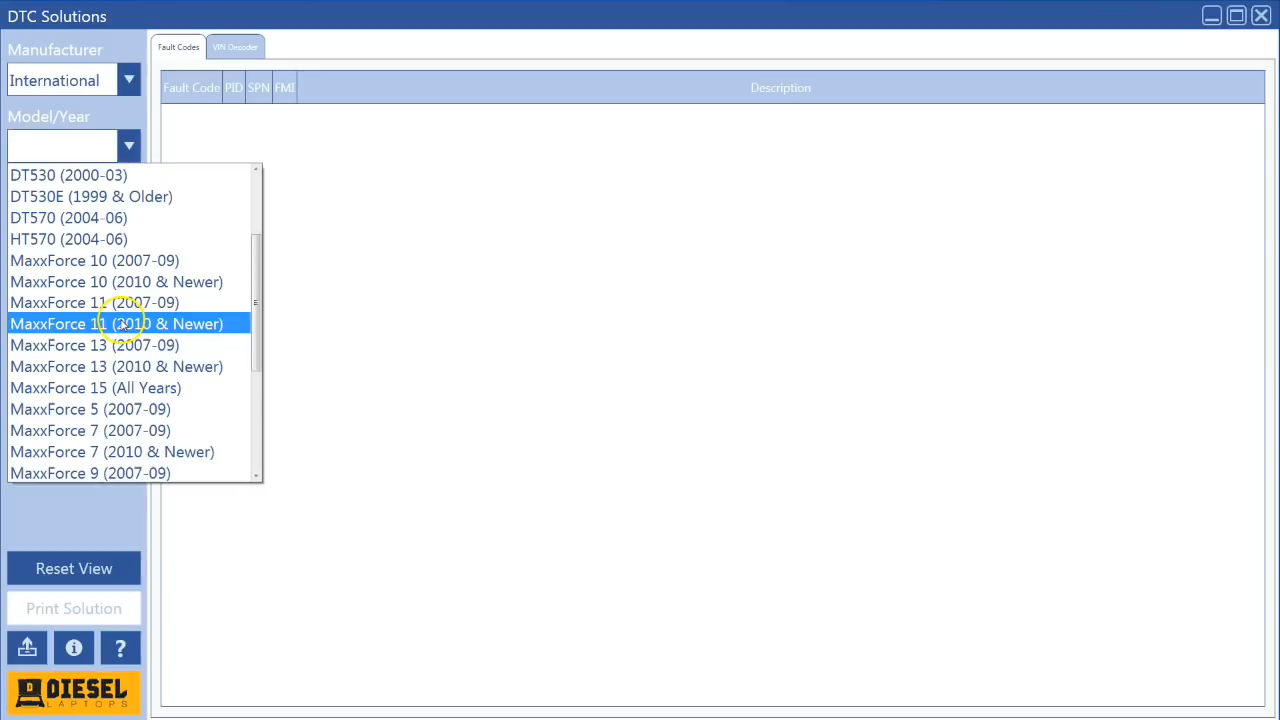 DTC Solutions
Manufacturer
International
Model/Year
DT530 (2000-03)
DT530E (1999 & Older)
DT570 (2004-06)
HT570 (2004-06)
MaxxForce 10 (2007-09)
MaxxForce 10 (2010 & Newer)
MaxxForce 11 (2007-09)
MaxxForce 11 (2010 & Newer)
MaxxForce 13 (2007-09)
MaxxForce 13 (2010 & Newer)
MaxxForce 15 (All Years)
MaxxForce 5 (2007-09)
MaxxForce 7 (2007-09)
MaxxForce 7 (2010 & Newer)
MaxxForce 9 (2007-09)
Reset View
Print Solution
?
DIESEL
LAPTOPS
Fault Codes VIN Decoder
Fault Code PID SPN FMI Description